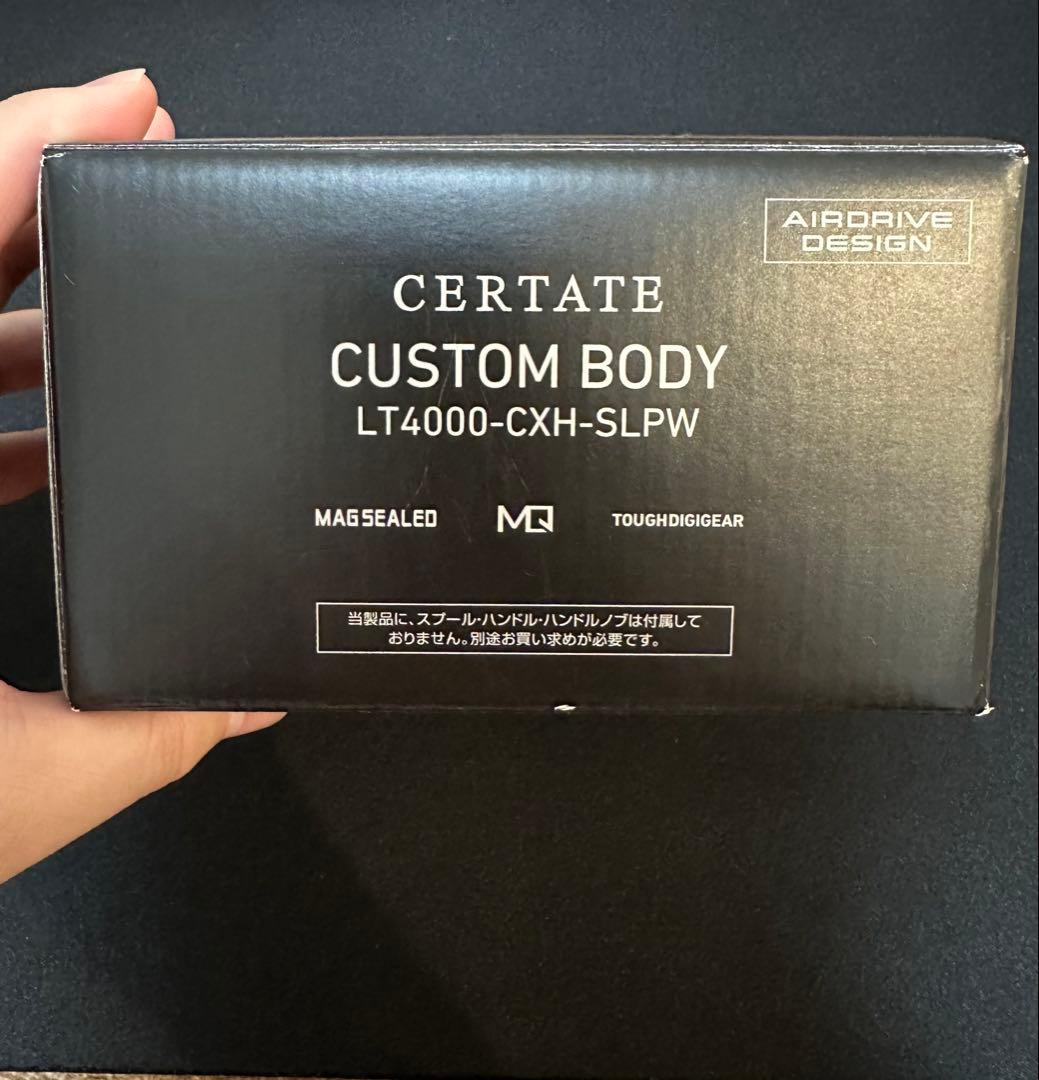 AIRDRIVE
DESIGN
CERTATE
CUSTOM BODY
LT4000-CXH-SLPW
MAGSEALED MQ TOUGHDIGIGEAR
当製品に、スプール・ハンドル・ハンドルノブは付属して
おりません。別途お買い求めが必要です。